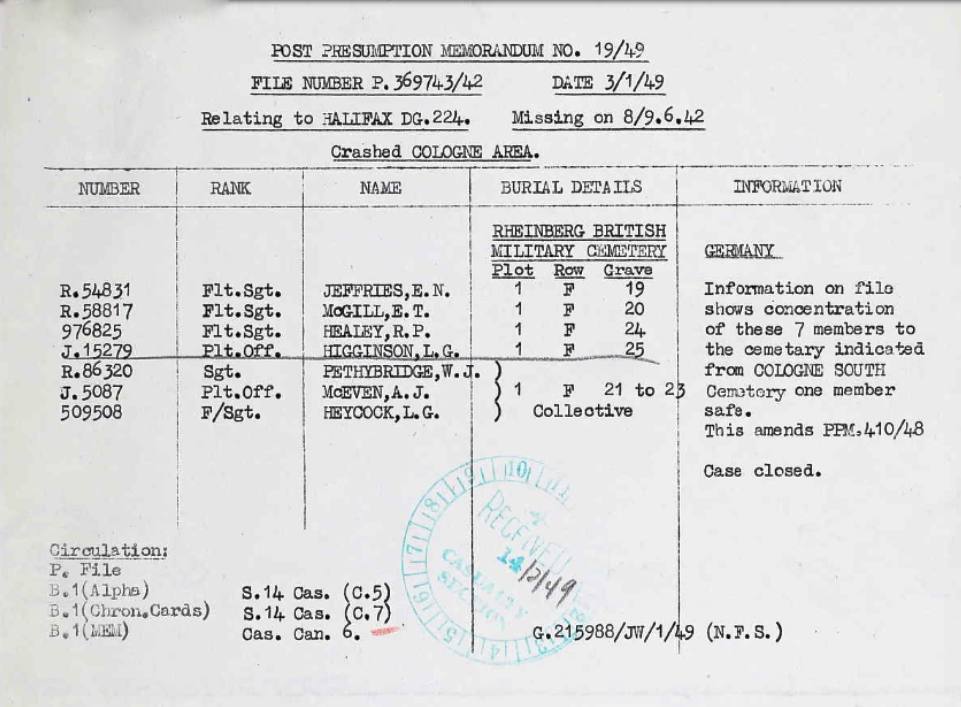 POST PRESUMPTION MEMORANDUM NO. 19/49
FILE NUMBER P.369743/42 DATE 3/1/49
Relating to HALIFAX DG.224. Missing on 8/9.6.42
Crashed COLOGNE AREA.
NUMBER RANK NAME BURIAL DETAILS INFORMATION
RHEINBERG BRITISH
MILITARY CEMETERY GERMANY
Plot Row Grave
R.54831 Flt.Sgt. JEFFRIES,E.N. 1 F 19 Information on file
R.58817 Flt.Sgt. McGILL,E.T. 1 F 20 shows concentration
976825 Flt.Sgt. HEALEY,R.P. 1 F 24 of these 7 members to
J.15279 Plt.Off. HIGGINSON,L.G. 1 F 25 the cemetary indicated
R.86320 Sgt. PETHYBRIDGE,W.J. ) from COLOGNE SOUTH
J.5087 Plt.Off. McEVEN,A.J. ) 1 F 21 to 23 Cemetery one member
509508 F/Sgt. HEYCOCK,L.G. ) Collective safe.
This amends PPM.410/48
Case closed.
Circulation:
P. File
B.1(Alpha) S.14 Cas. (C.5)
B.1(Chron.Cards) S.14 Cas. (C.7)
B.1(MEM) Cas. Can. 6. G.215988/JW/1/49 (N.F.S.)
RECEIVED
CASUALTY
SECTION